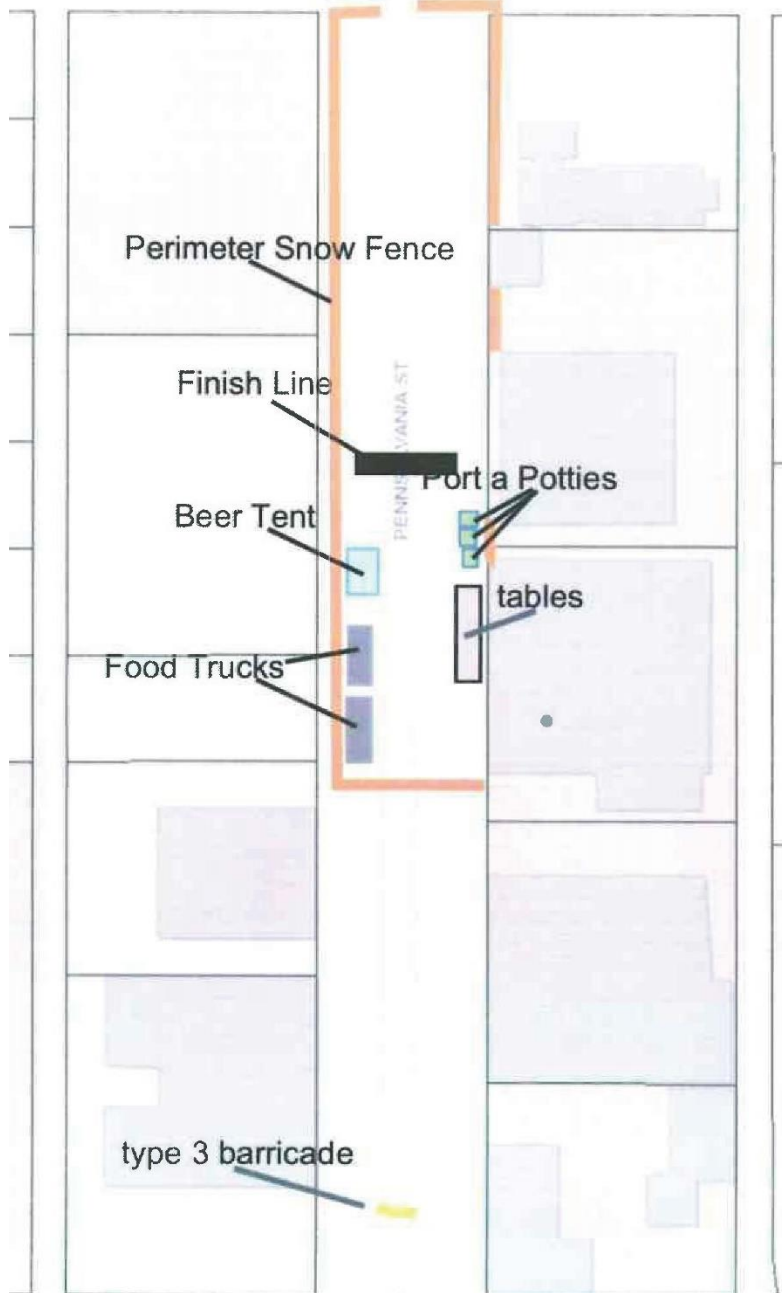 Perimeter Snow Fence
Finish Line
PENNSYLVANIA ST
Port a Potties
Beer Tent
tables
Food Trucks
type 3 barricade